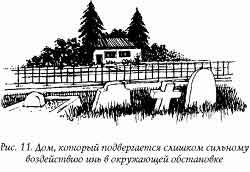 Рис. 11. Дом, который подвергается слишком сильному
воздействию инь в окружающей обстановке